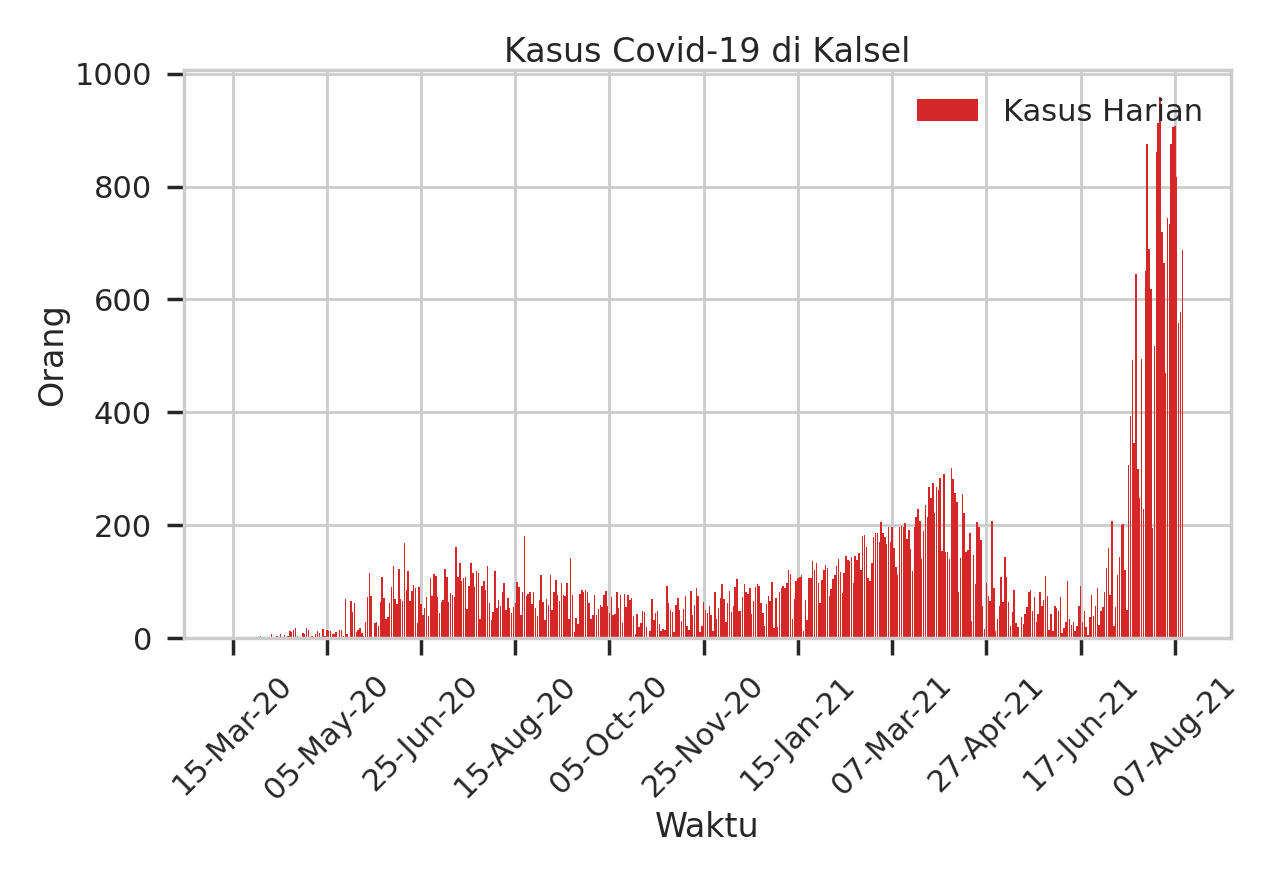 Kasus Covid-19 di Kalsel
Kasus Harian
Orang
1000
800
600
400
200
0
15-Mar-20
05-May-20
25-Jun-20
15-Aug-20
05-Oct-20
25-Nov-20
15-Jan-21
07-Mar-21
27-Apr-21
17-Jun-21
07-Aug-21
Waktu